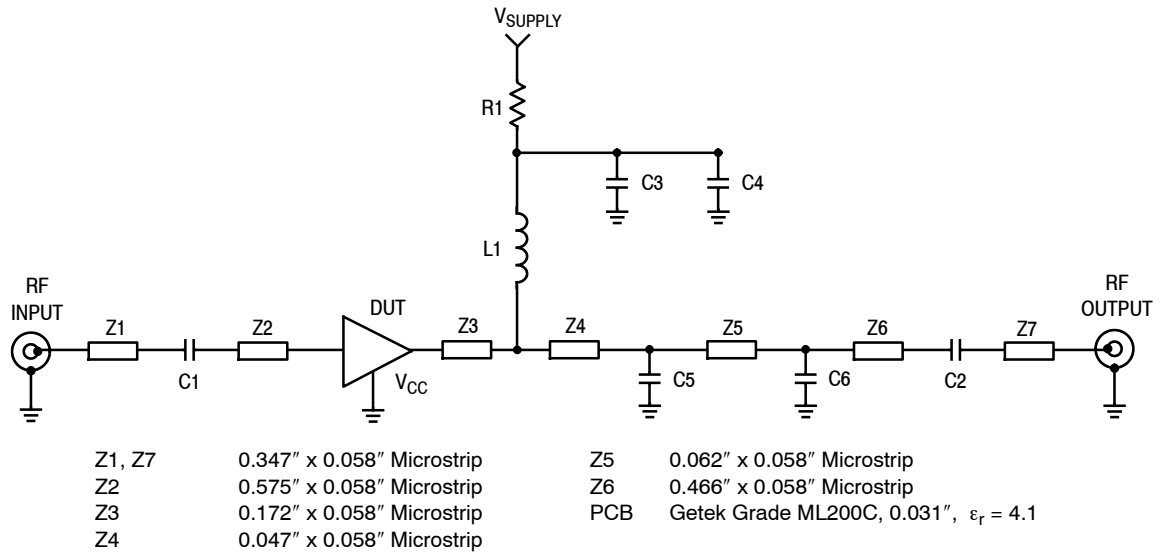 V_SUPPLY
R1
C3
C4
L1
RF
INPUT
Z1
C1
Z2
DUT
V_CC
Z3
Z4
C5
Z5
C6
Z6
C2
Z7
RF
OUTPUT
Z1, Z7 0.347″ x 0.058″ Microstrip
Z2 0.575″ x 0.058″ Microstrip
Z3 0.172″ x 0.058″ Microstrip
Z4 0.047″ x 0.058″ Microstrip
Z5 0.062″ x 0.058″ Microstrip
Z6 0.466″ x 0.058″ Microstrip
PCB Getek Grade ML200C, 0.031″, ε_r = 4.1